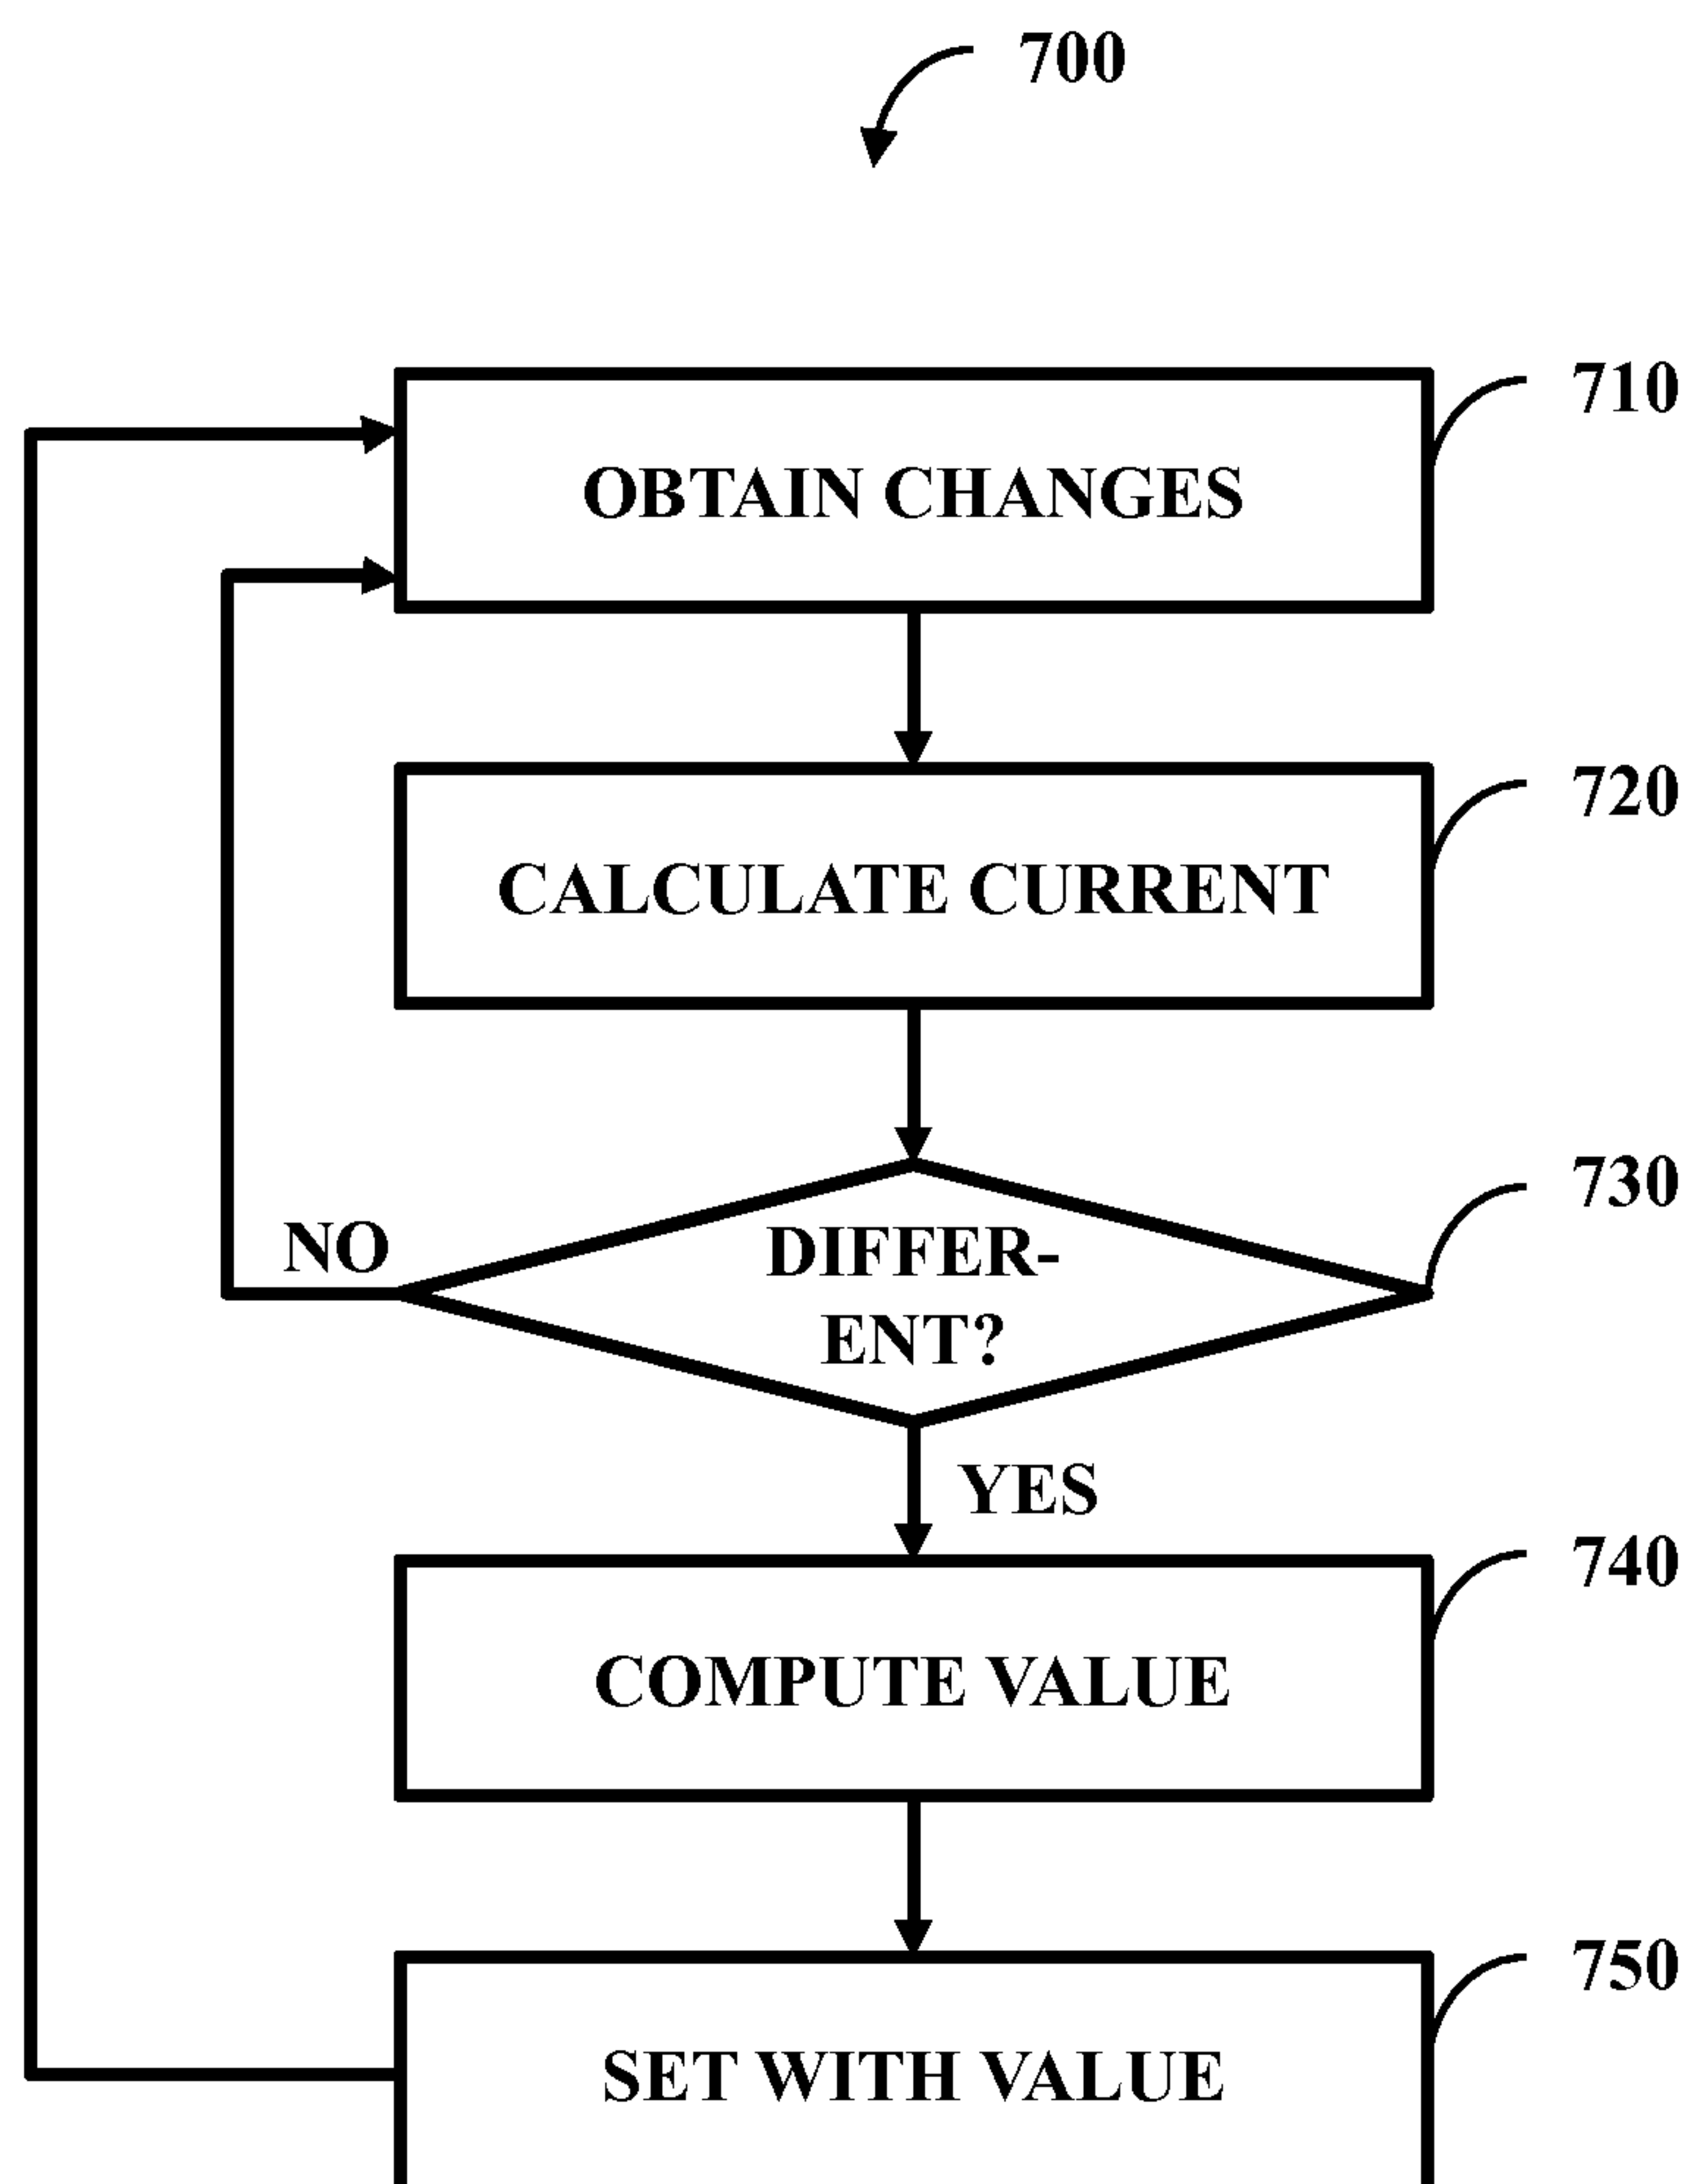 700
710
OBTAIN CHANGES
720
CALCULATE CURRENT
730
NO
DIFFER-
ENT?
YES
740
COMPUTE VALUE
750
SET WITH VALUE